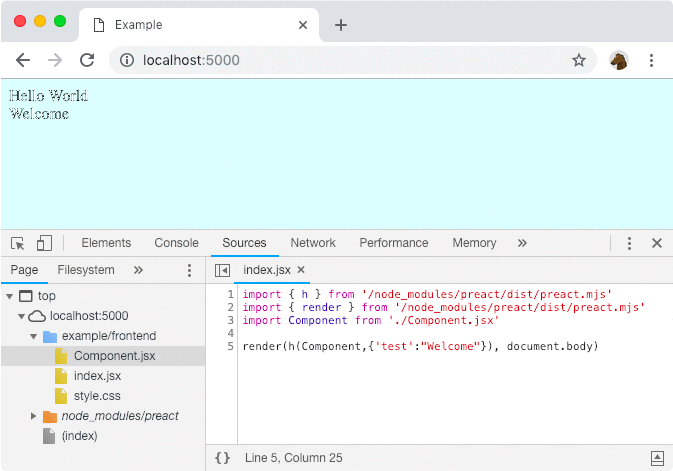 Example
localhost:5000
Hello World
Welcome
Elements Console Sources Network Performance Memory »
Page Filesystem »
index.jsx
top
localhost:5000
example/frontend
Component.jsx
index.jsx
style.css
node_modules/preact
(index)
1 import { h } from '/node_modules/preact/dist/preact.mjs'
2 import { render } from '/node_modules/preact/dist/preact.mjs'
3 import Component from './Component.jsx'
4
5 render(h(Component,{'test':"Welcome"}), document.body)
{} Line 5, Column 25